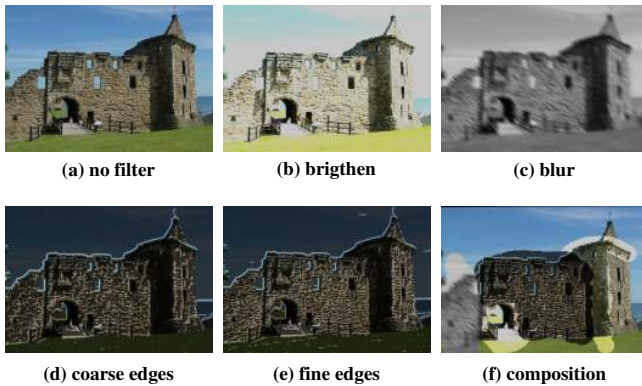 (a) no filter
(b) brigthen
(c) blur
(d) coarse edges
(e) fine edges
(f) composition